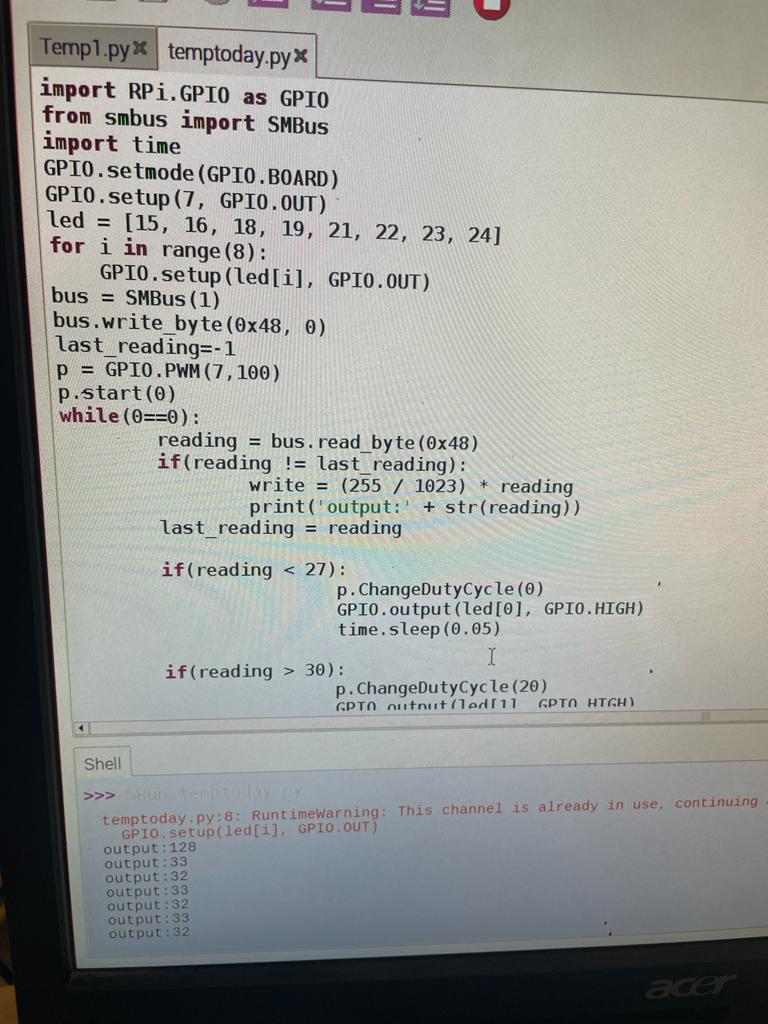 Temp1.py
temptoday.py
import RPi.GPIO as GPIO
from smbus import SMBus
import time
GPIO.setmode(GPIO.BOARD)
GPIO.setup(7, GPIO.OUT)
led = [15, 16, 18, 19, 21, 22, 23, 24]
for i in range(8):
    GPIO.setup(led[i], GPIO.OUT)
bus = SMBus(1)
bus.write_byte(0x48, 0)
last_reading=-1
p = GPIO.PWM(7,100)
p.start(0)
while(0==0):
        reading = bus.read_byte(0x48)
        if(reading != last_reading):
                write = (255 / 1023) * reading
                print('output:' + str(reading))
        last_reading = reading
        if(reading < 27):
                        p.ChangeDutyCycle(0)
                        GPIO.output(led[0], GPIO.HIGH)
                        time.sleep(0.05)
        if(reading > 30):
                        p.ChangeDutyCycle(20)
                        GPIO.output(led[1], GPIO.HIGH)
Shell
>>> %Run temptoday.py
temptoday.py:8: RuntimeWarning: This channel is already in use, continuing
  GPIO.setup(led[i], GPIO.OUT)
output:128
output:33
output:32
output:33
output:32
output:33
output:32
acer